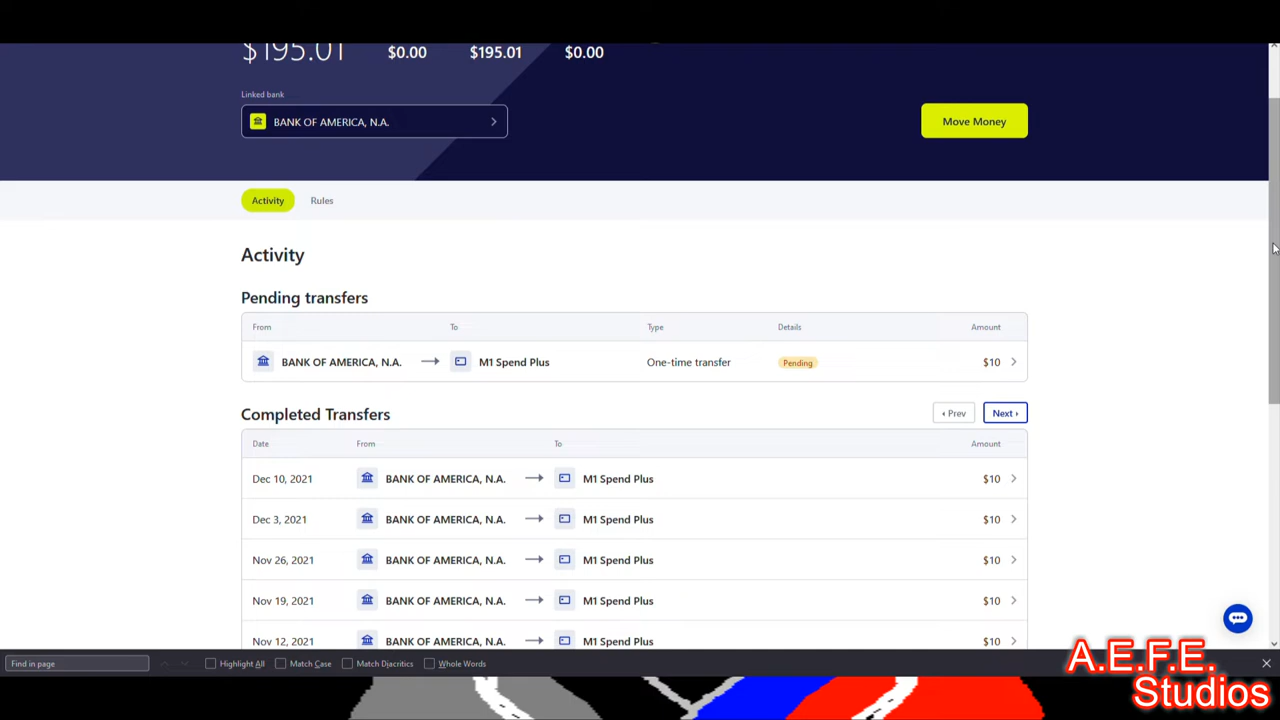 $195.01 $0.00 $195.01 $0.00
Linked bank
BANK OF AMERICA, N.A.
Move Money
Activity Rules
Activity
Pending transfers
From To Type Details Amount
BANK OF AMERICA, N.A. → M1 Spend Plus One-time transfer Pending $10
Completed Transfers
‹ Prev Next ›
Date From To Amount
Dec 10, 2021 BANK OF AMERICA, N.A. → M1 Spend Plus $10
Dec 3, 2021 BANK OF AMERICA, N.A. → M1 Spend Plus $10
Nov 26, 2021 BANK OF AMERICA, N.A. → M1 Spend Plus $10
Nov 19, 2021 BANK OF AMERICA, N.A. → M1 Spend Plus $10
Nov 12, 2021 BANK OF AMERICA, N.A. → M1 Spend Plus $10
Find in page Highlight All Match Case Match Diacritics Whole Words
A.E.F.E.
Studios